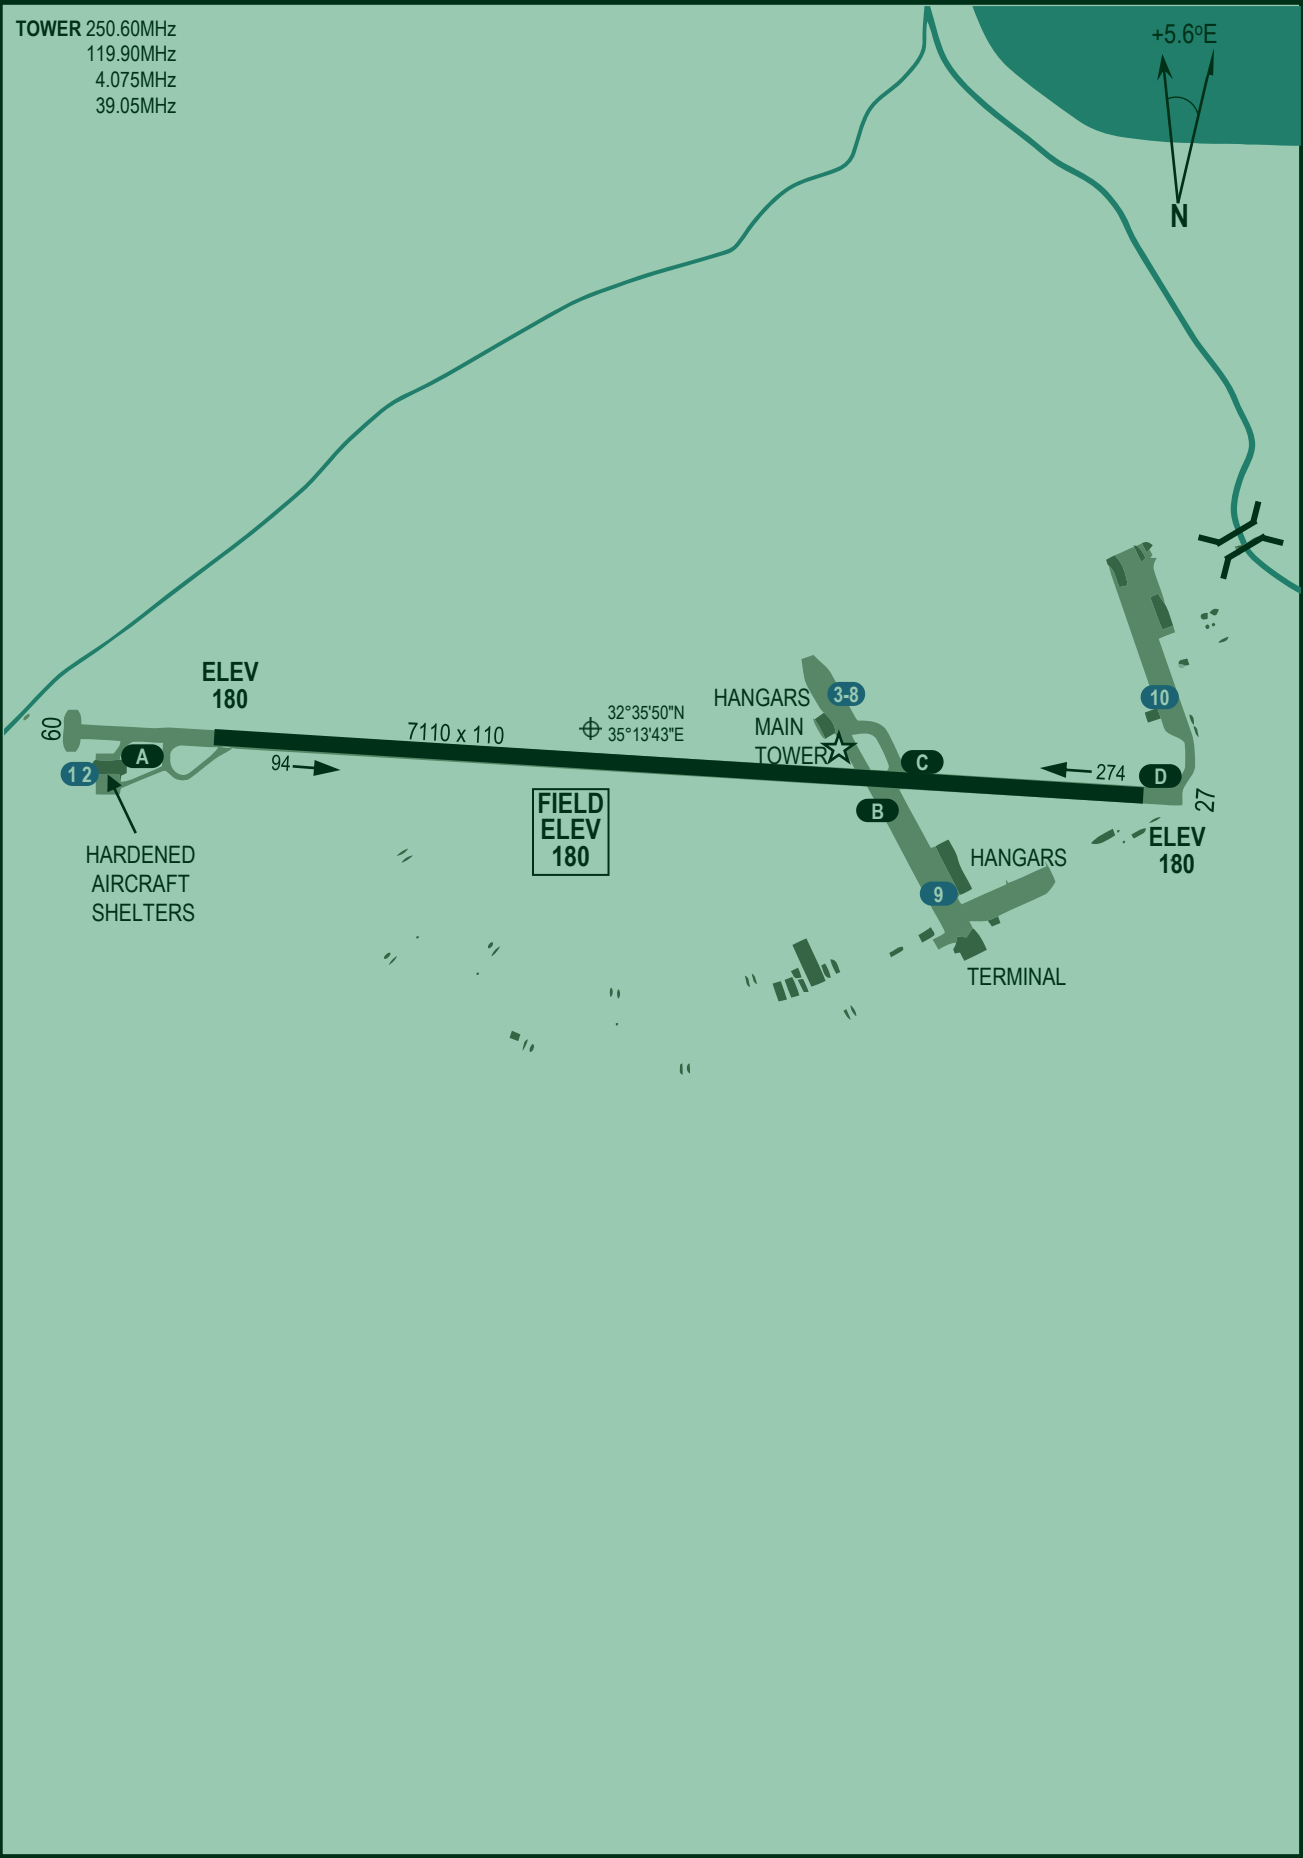 TOWER 250.60MHz
119.90MHz
4.075MHz
39.05MHz
+5.6ºE
N
ELEV
180
60
7110 x 110
32°35'50"N
35°13'43"E
HANGARS
MAIN
TOWER
3-8
10
A
1 2
94
C
274
D
27
B
FIELD
ELEV
180
ELEV
180
HARDENED
AIRCRAFT
SHELTERS
HANGARS
9
TERMINAL